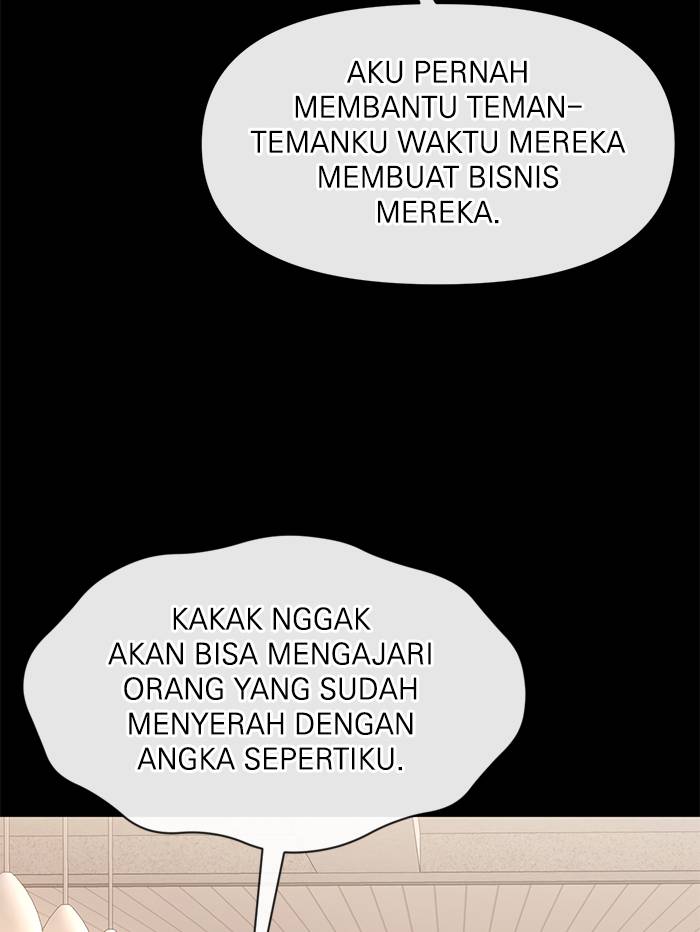 AKU PERNAH
MEMBANTU TEMAN-
TEMANKU WAKTU MEREKA
MEMBUAT BISNIS
MEREKA.
KAKAK NGGAK
AKAN BISA MENGAJARI
ORANG YANG SUDAH
MENYERAH DENGAN
ANGKA SEPERTIKU.